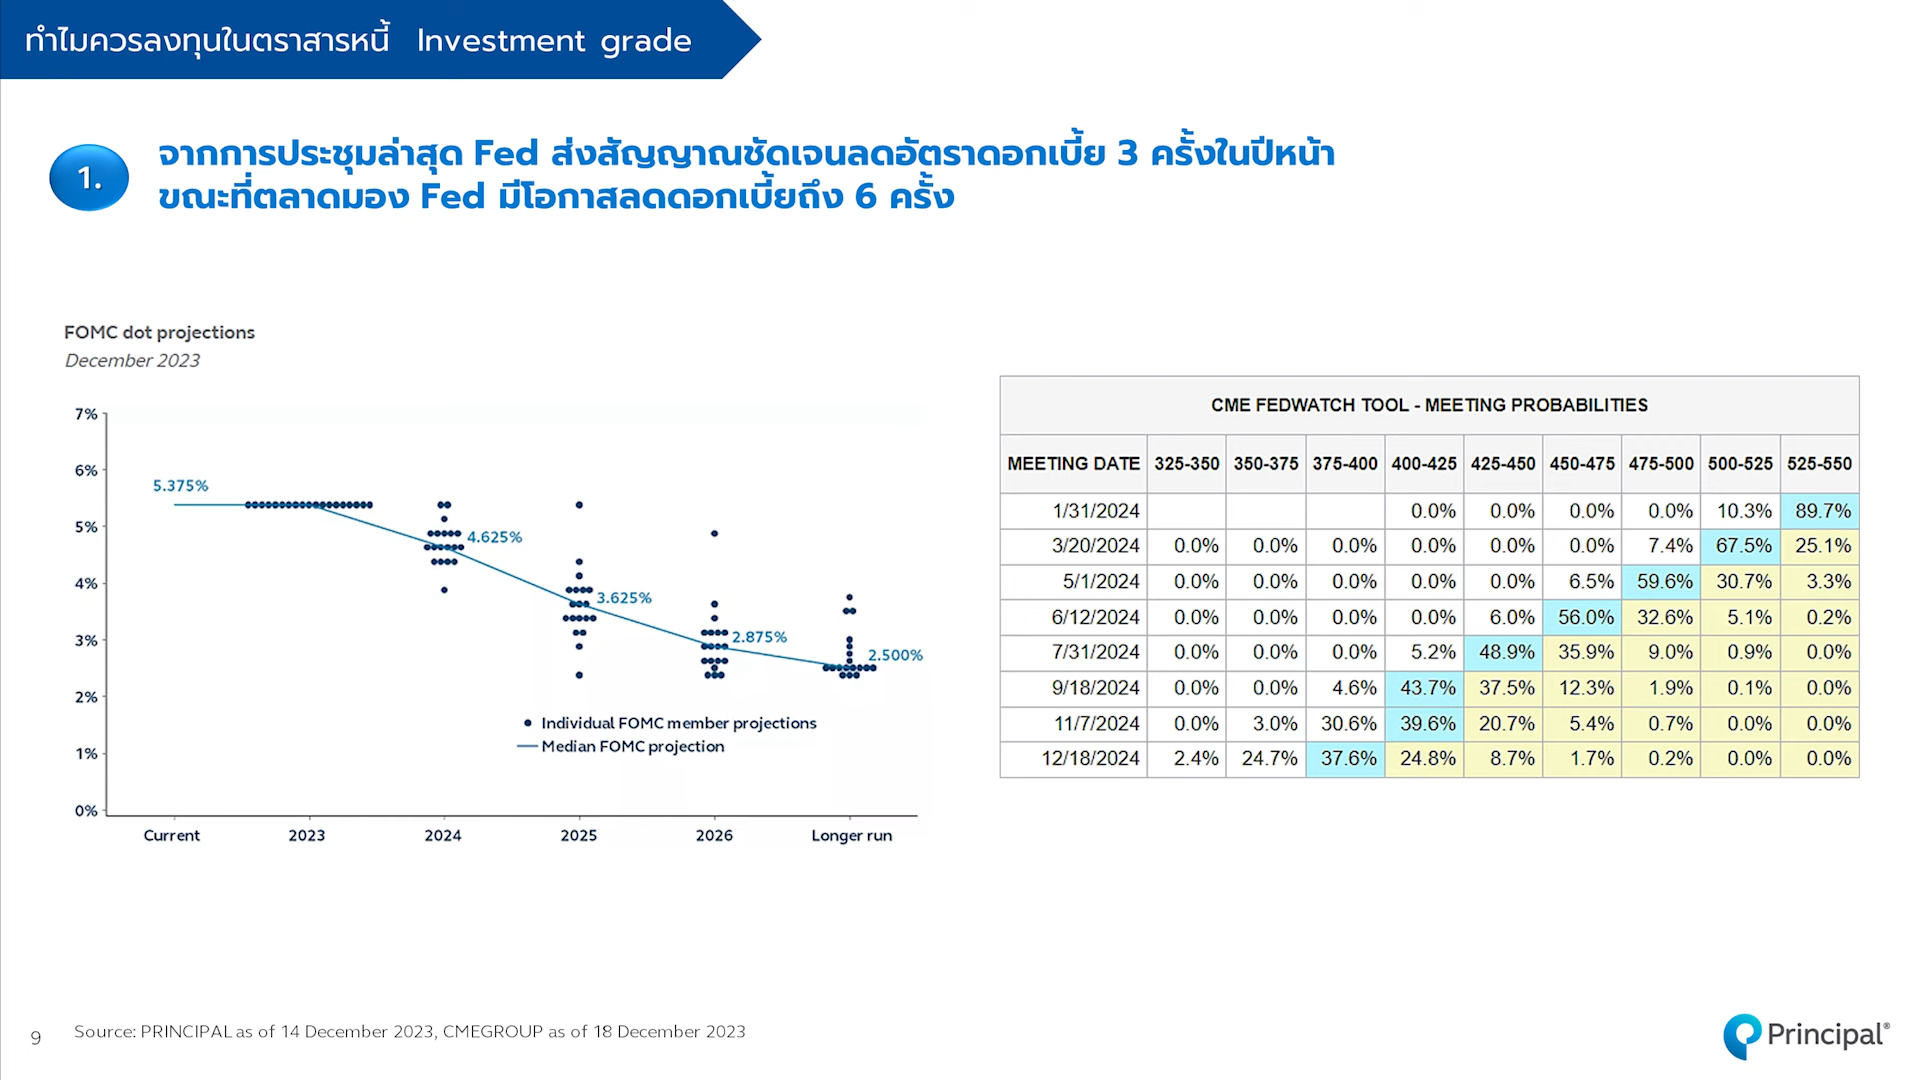 ทำไมควรลงทุนในตราสารหนี้ Investment grade
1.
จากการประชุมล่าสุด Fed ส่งสัญญาณชัดเจนลดอัตราดอกเบี้ย 3 ครั้งในปีหน้า
ขณะที่ตลาดมอง Fed มีโอกาสลดดอกเบี้ยถึง 6 ครั้ง
FOMC dot projections
December 2023
7%
6%
5%
4%
3%
2%
1%
0%
5.375%
4.625%
3.625%
2.875%
2.500%
Individual FOMC member projections
Median FOMC projection
Current 2023 2024 2025 2026 Longer run
CME FEDWATCH TOOL - MEETING PROBABILITIES
MEETING DATE 325-350 350-375 375-400 400-425 425-450 450-475 475-500 500-525 525-550
1/31/2024 0.0% 0.0% 0.0% 0.0% 10.3% 89.7%
3/20/2024 0.0% 0.0% 0.0% 0.0% 0.0% 0.0% 7.4% 67.5% 25.1%
5/1/2024 0.0% 0.0% 0.0% 0.0% 0.0% 6.5% 59.6% 30.7% 3.3%
6/12/2024 0.0% 0.0% 0.0% 0.0% 6.0% 56.0% 32.6% 5.1% 0.2%
7/31/2024 0.0% 0.0% 0.0% 5.2% 48.9% 35.9% 9.0% 0.9% 0.0%
9/18/2024 0.0% 0.0% 4.6% 43.7% 37.5% 12.3% 1.9% 0.1% 0.0%
11/7/2024 0.0% 3.0% 30.6% 39.6% 20.7% 5.4% 0.7% 0.0% 0.0%
12/18/2024 2.4% 24.7% 37.6% 24.8% 8.7% 1.7% 0.2% 0.0% 0.0%
9
Source: PRINCIPAL as of 14 December 2023, CMEGROUP as of 18 December 2023
Principal®